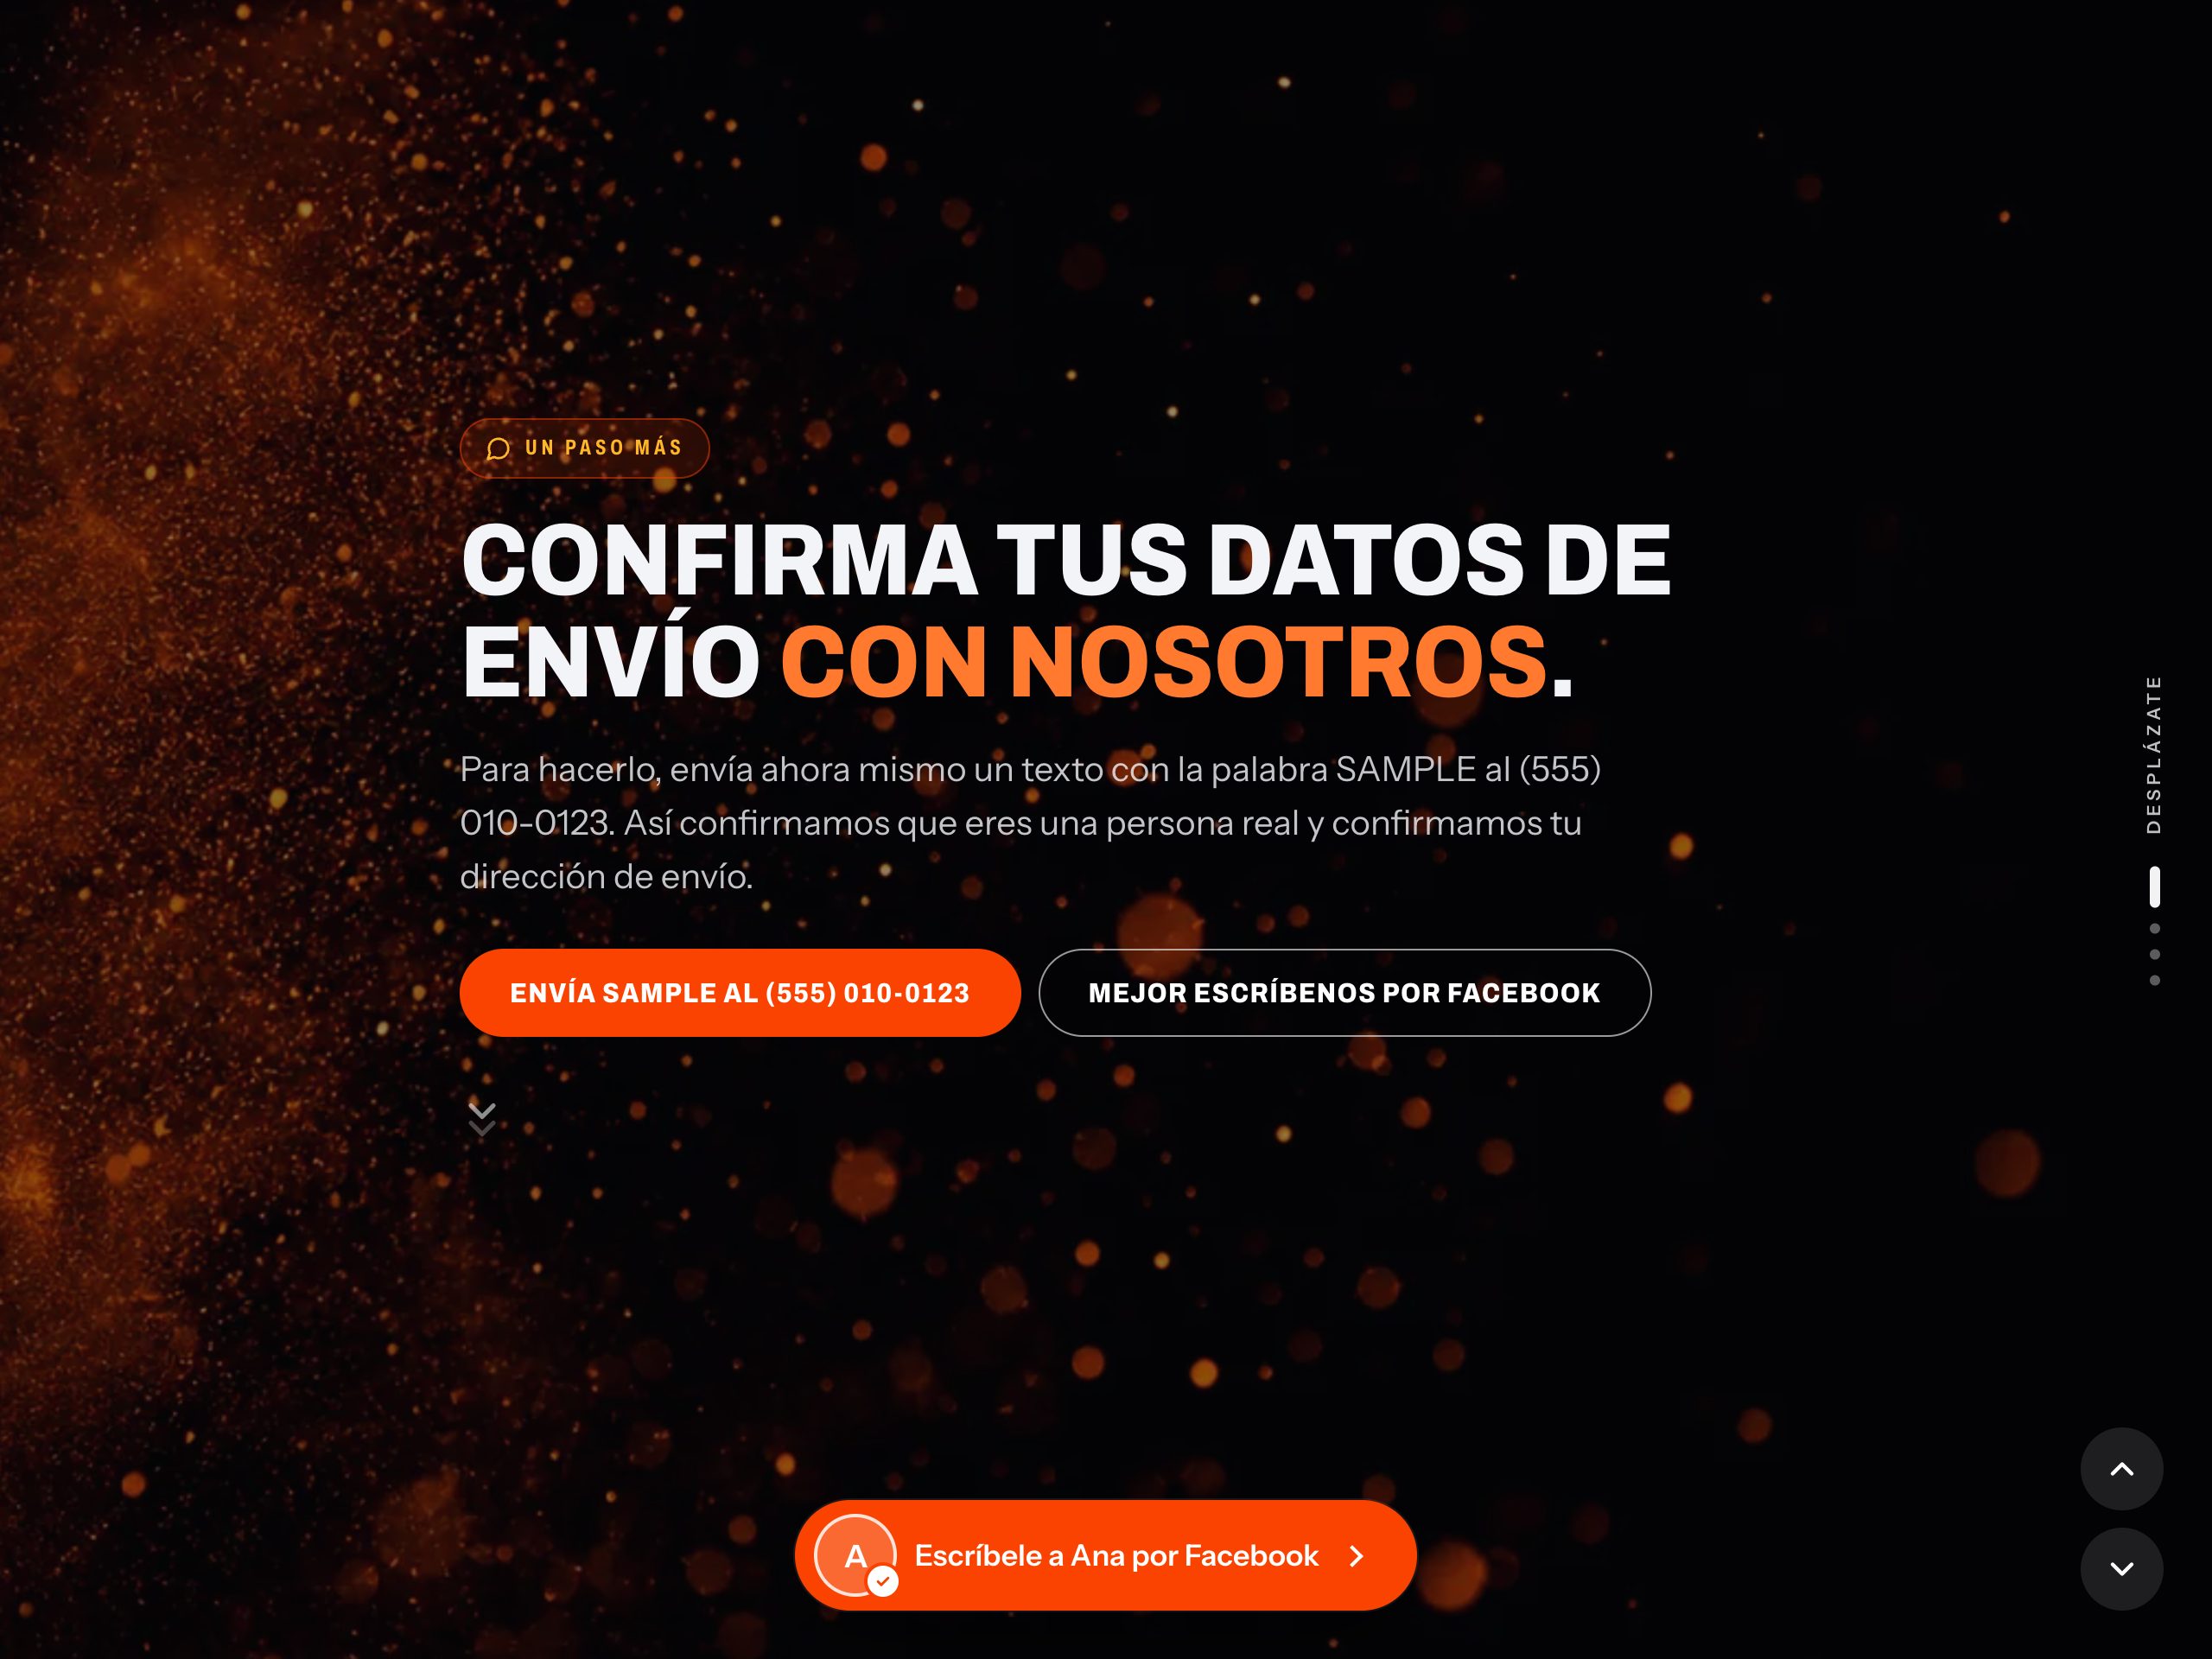 UN PASO MÁS
CONFIRMA TUS DATOS DE
ENVÍO CON NOSOTROS.
Para hacerlo, envía ahora mismo un texto con la palabra SAMPLE al (555)
010-0123. Así confirmamos que eres una persona real y confirmamos tu
dirección de envío.
ENVÍA SAMPLE AL (555) 010-0123
MEJOR ESCRÍBENOS POR FACEBOOK
DESPLÁZATE
A
Escríbele a Ana por Facebook